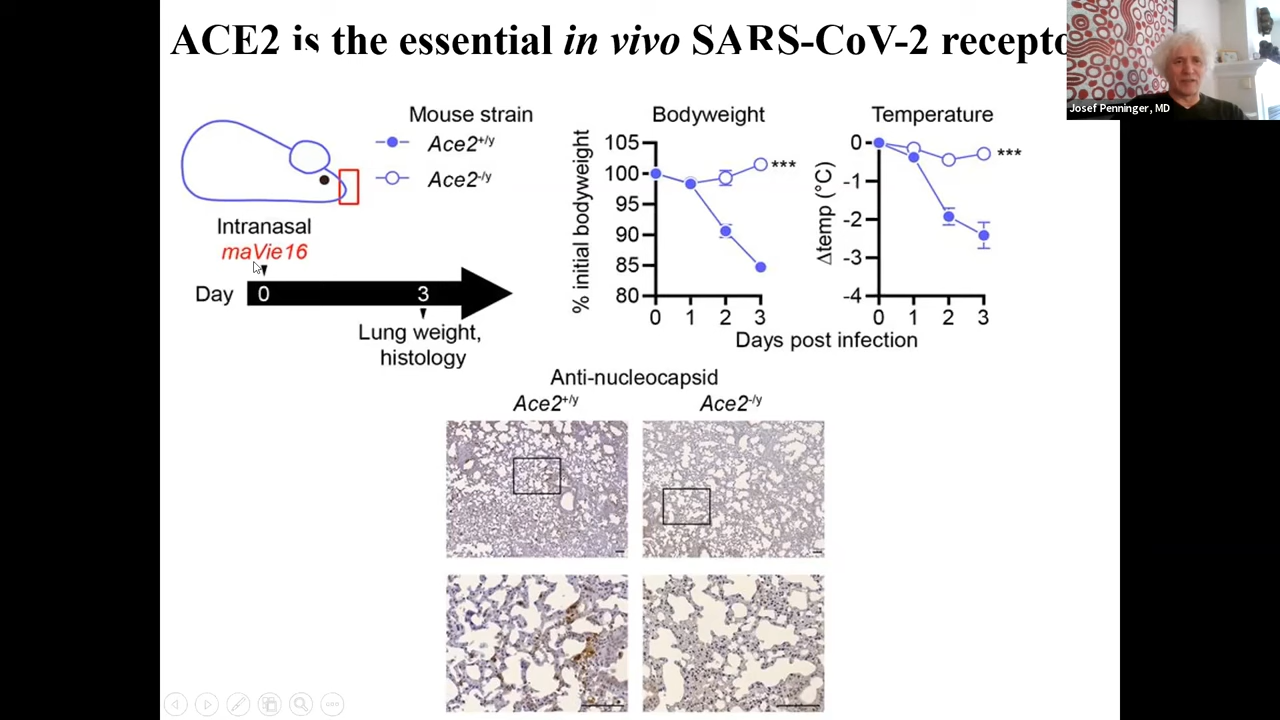 ACE2 is the essential in vivo SARS-CoV-2 recepto
Josef Penninger, MD
Mouse strain
Ace2+/y
Ace2-/y
Intranasal
maVie16
Day 0 3
Lung weight,
histology
Bodyweight
% initial bodyweight
105
100
95
90
85
80
0 1 2 3
Temperature
Δtemp (°C)
0
-1
-2
-3
-4
0 1 2 3
***
***
Days post infection
Anti-nucleocapsid
Ace2+/y Ace2-/y